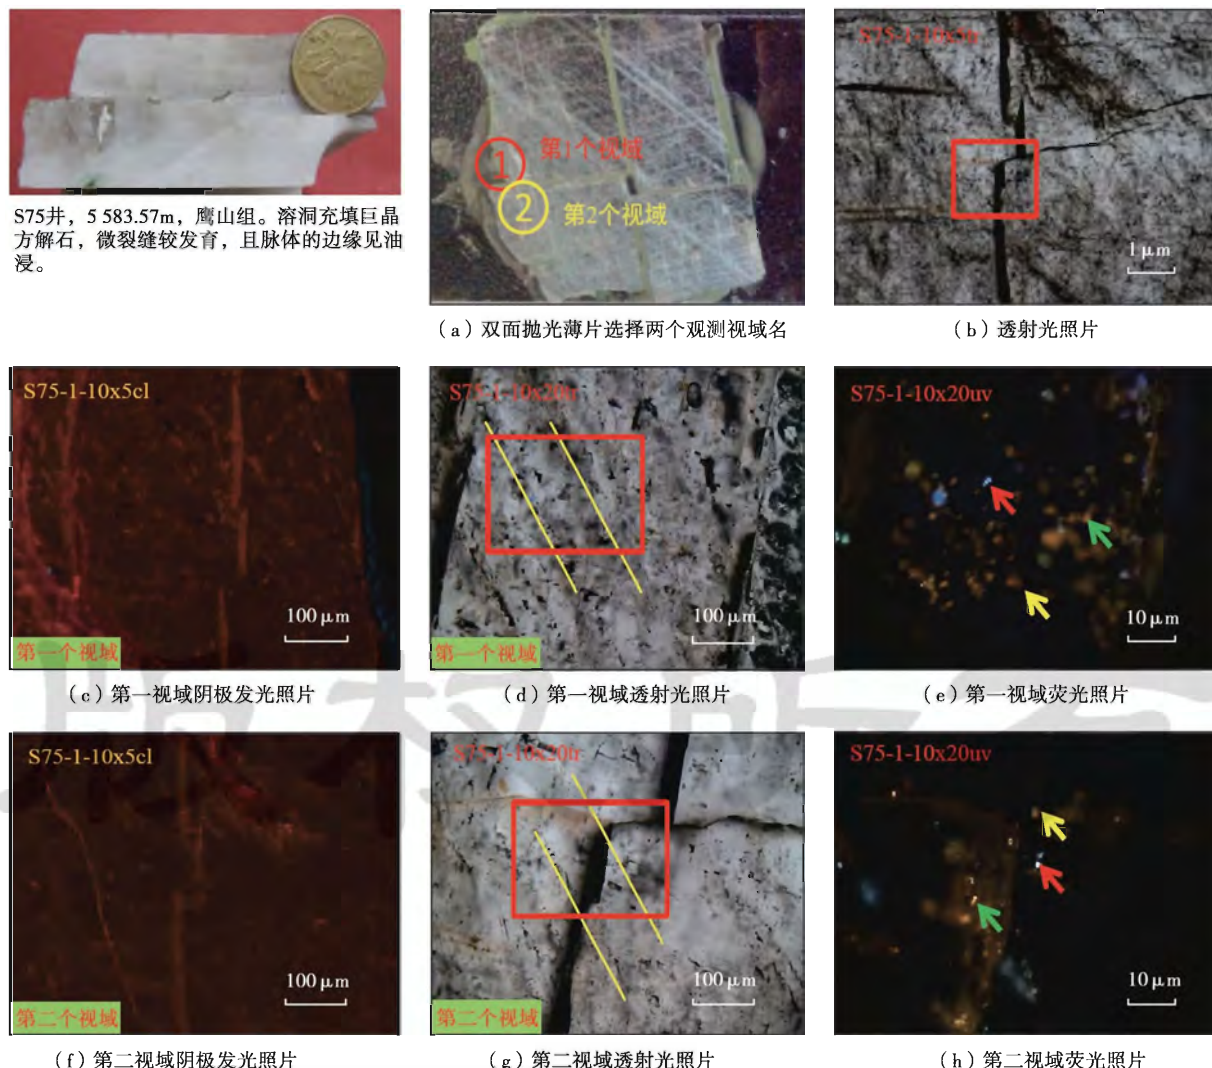 S75井，5 583.57m，鹰山组。溶洞充填巨晶
方解石，微裂缝较发育，且脉体的边缘见油
浸。
① 第1个视域
② 第2个视域
(a) 双面抛光薄片选择两个观测视域名
1 μm
(b) 透射光照片
S75-1-10x5cl
100 μm
第一个视域
(c) 第一视域阴极发光照片
S75-1-10x20tr
100 μm
第一个视域
(d) 第一视域透射光照片
S75-1-10x20uv
10 μm
(e) 第一视域荧光照片
S75-1-10x5cl
100 μm
第二个视域
(f) 第二视域阴极发光照片
S75-1-10x20tr
100 μm
第二个视域
(g) 第二视域透射光照片
S75-1-10x20uv
10 μm
(h) 第二视域荧光照片